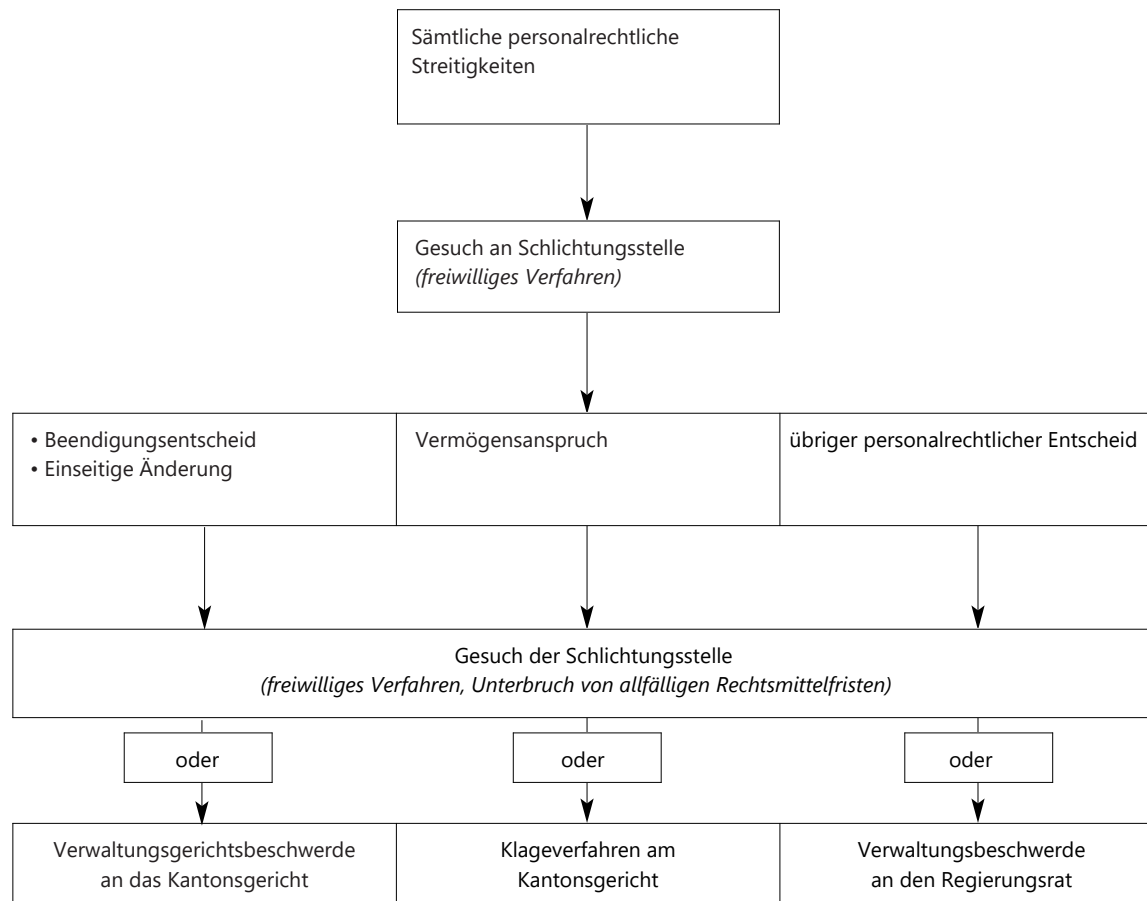 Sämtliche personalrechtliche
Streitigkeiten
Gesuch an Schlichtungsstelle
(freiwilliges Verfahren)
• Beendigungsentscheid
• Einseitige Änderung
Vermögensanspruch
übriger personalrechtlicher Entscheid
Gesuch der Schlichtungsstelle
(freiwilliges Verfahren, Unterbruch von allfälligen Rechtsmittelfristen)
oder
oder
oder
Verwaltungsgerichtsbeschwerde
an das Kantonsgericht
Klageverfahren am
Kantonsgericht
Verwaltungsbeschwerde
an den Regierungsrat